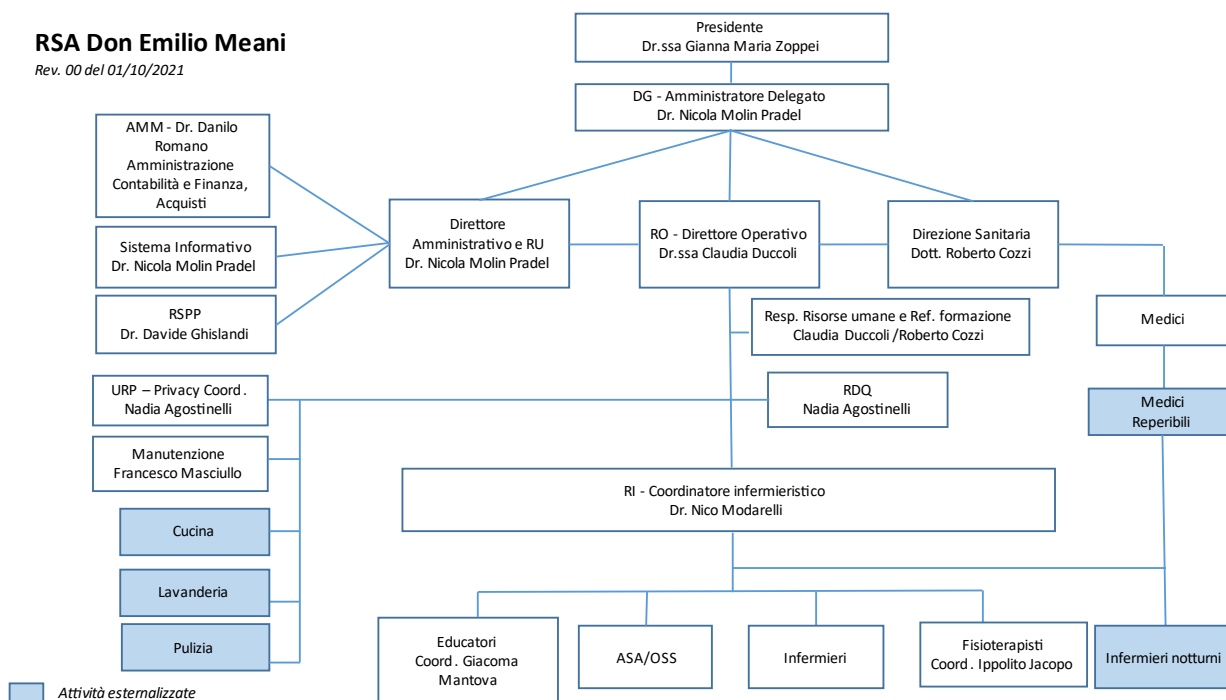 RSA Don Emilio Meani
Rev. 00 del 01/10/2021
Presidente
Dr.ssa Gianna Maria Zoppei
DG - Amministratore Delegato
Dr. Nicola Molin Pradel
AMM - Dr. Danilo
Romano
Amministrazione
Contabilità e Finanza,
Acquisti
Sistema Informativo
Dr. Nicola Molin Pradel
RSPP
Dr. Davide Ghislandi
Direttore
Amministrativo e RU
Dr. Nicola Molin Pradel
RO - Direttore Operativo
Dr.ssa Claudia Duccoli
Direzione Sanitaria
Dott. Roberto Cozzi
Resp. Risorse umane e Ref. formazione
Claudia Duccoli /Roberto Cozzi
Medici
URP – Privacy Coord.
Nadia Agostinelli
RDQ
Nadia Agostinelli
Medici
Reperibili
Manutenzione
Francesco Masciullo
RI - Coordinatore infermieristico
Dr. Nico Modarelli
Cucina
Lavanderia
Pulizia
Educatori
Coord. Giacoma
Mantova
ASA/OSS
Infermieri
Fisioterapisti
Coord. Ippolito Jacopo
Infermieri notturni
Attività esternalizzate